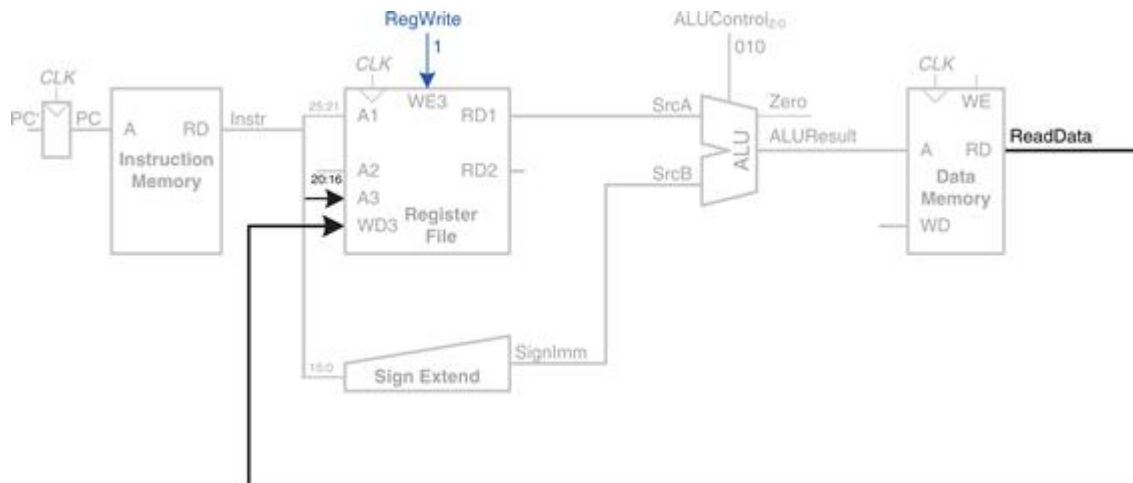 RegWrite
ALUControl2:0
1
010
CLK
CLK
CLK
25:21
WE3
SrcA
Zero
WE
PC'
PC
A
RD
Instr
A1
RD1
ALUResult
ReadData
Instruction
Memory
A2
RD2
ALU
A
RD
20:16
A3
SrcB
Data
Memory
WD3
Register
File
WD
SignImm
15:0
Sign Extend